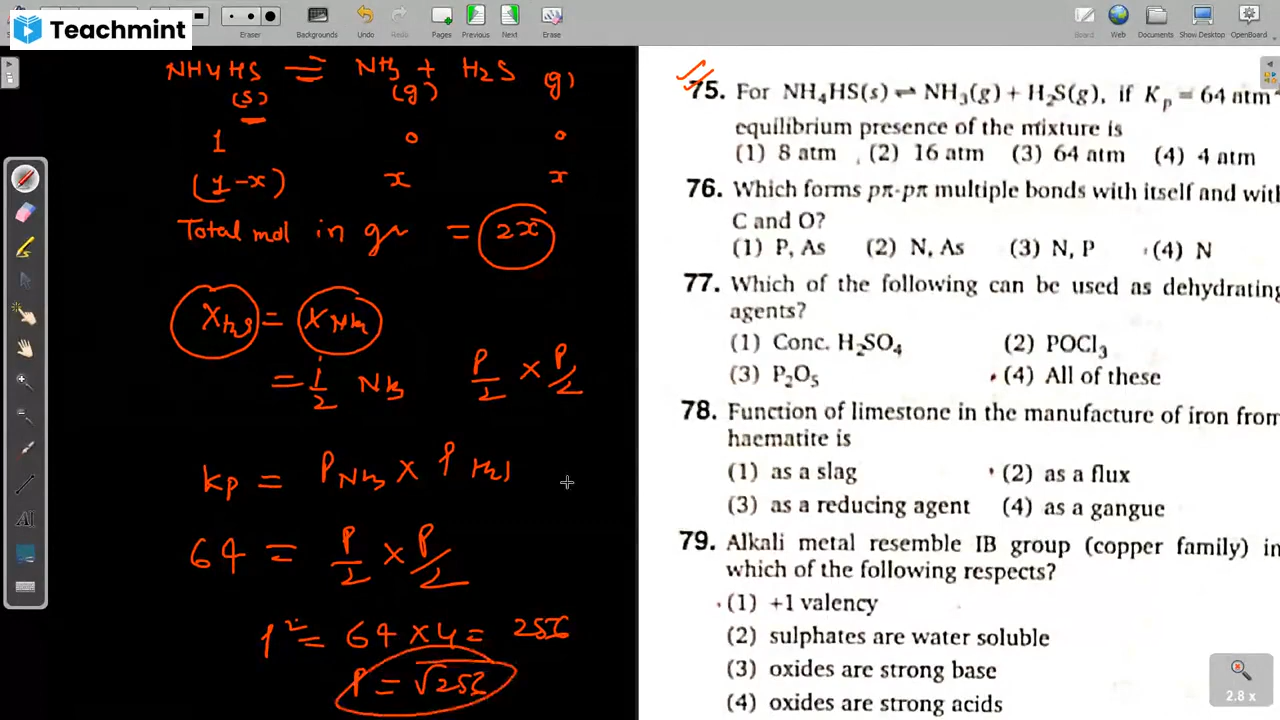 Eraser
Backgrounds
Undo
Redo
Pages
Previous
Next
Erase
Board
Web
Documents
Show Desktop
OpenBoard
Teachmint
NH4HS ⇌ NH3 + H2S (g)
(s) (g)
1 0 0
(1-x) x x
Total mol in = 2x
XH2S = XNH3
= 1/2 NH3 P/2 × P/2
Kp = PNH3 × PH2S
64 = P/2 × P/2
P² = 64 × 4 = 256
P = √256
75. For NH₄HS(s) ⇌ NH₃(g) + H₂S(g), if Kₚ = 64 atm
equilibrium presence of the mixture is
(1) 8 atm (2) 16 atm (3) 64 atm (4) 4 atm
76. Which forms pπ-pπ multiple bonds with itself and with
C and O?
(1) P, As (2) N, As (3) N, P (4) N
77. Which of the following can be used as dehydrating
agents?
(1) Conc. H₂SO₄ (2) POCl₃
(3) P₂O₅ (4) All of these
78. Function of limestone in the manufacture of iron from
haematite is
(1) as a slag (2) as a flux
(3) as a reducing agent (4) as a gangue
79. Alkali metal resemble IB group (copper family) in
which of the following respects?
(1) +1 valency
(2) sulphates are water soluble
(3) oxides are strong base
(4) oxides are strong acids
2.8 x